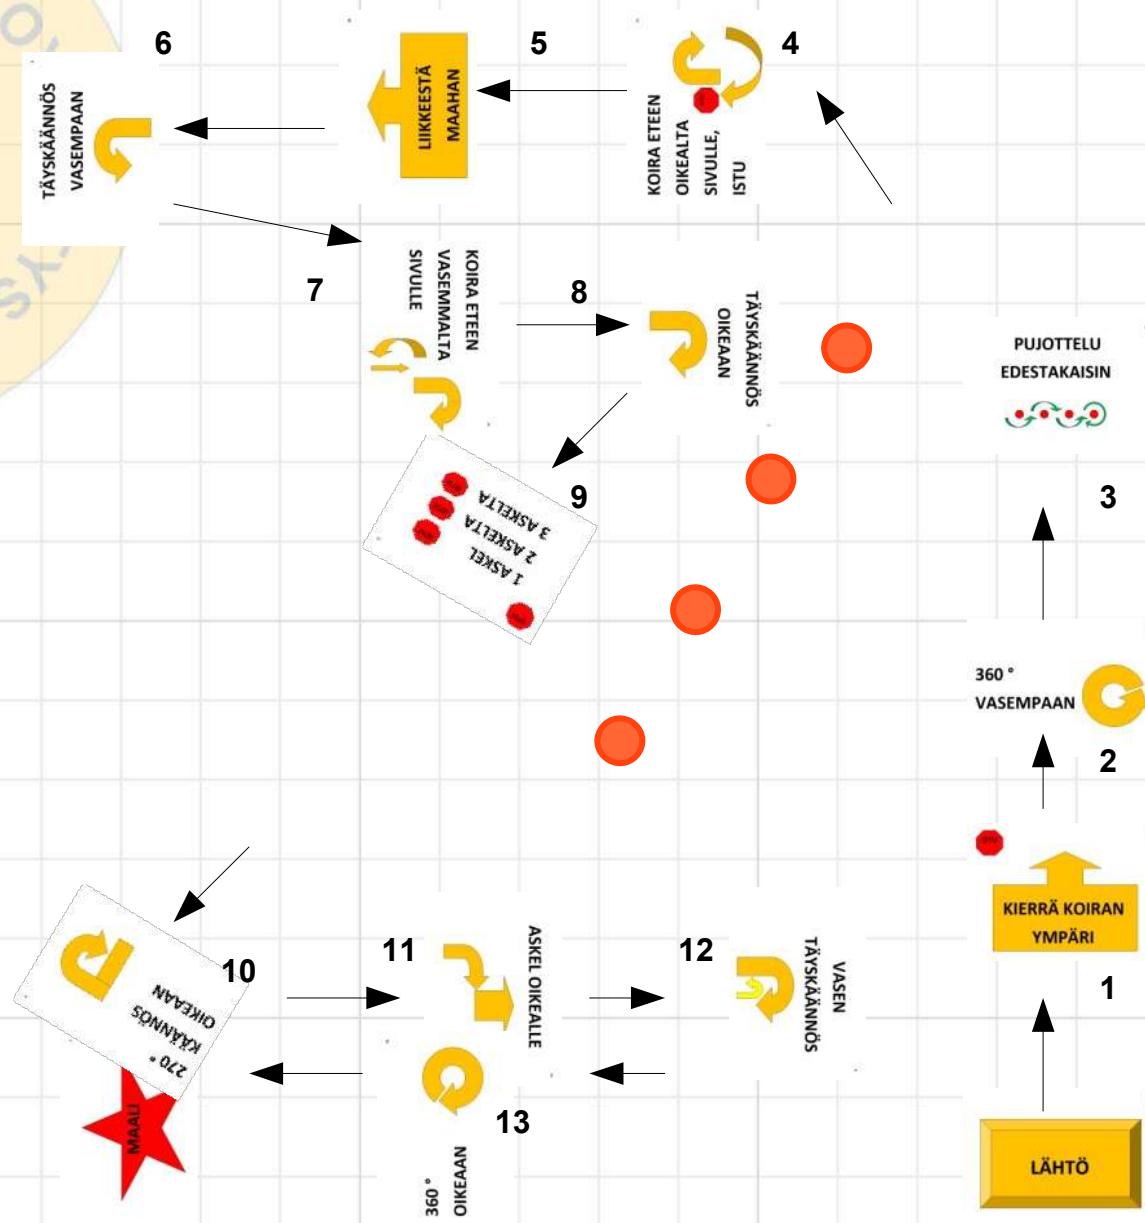 6
TÄYSKÄÄNNÖS
VASEMPAAN
5
LIIKKEESTÄ
MAAHAN
4
KOIRA ETEEN
OIKEALTA
SIVULLE,
ISTU
7
KOIRA ETEEN
VASEMMALTA
SIVULLE
8
TÄYSKÄÄNNÖS
OIKEAAN
PUJOTTELU
EDESTAKAISIN
3
9
1 ASKEL
2 ASKELTA
3 ASKELTA
360 °
VASEMPAAN
2
KIERRÄ KOIRAN
YMPÄRI
1
LÄHTÖ
10
270°
KÄÄNNÖS
OIKEAAN
11
ASKEL OIKEALLE
12
VASEN
TÄYSKÄÄNNÖS
13
360 °
OIKEAAN
MAALI